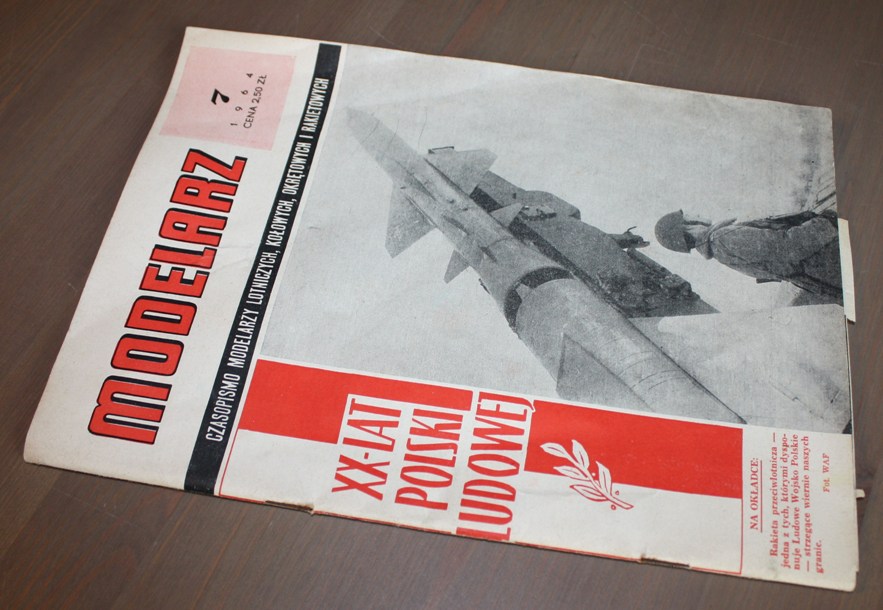 7
1964
CENA 2,50 ZŁ
MODELARZ
CZASOPISMO MODELARZY LOTNICZYCH, KOŁOWYCH, OKRĘTOWYCH I RAKIETOWYCH
XX-LAT
POLSKI
LUDOWEJ
NA OKŁADCE:
Rakieta przeciwlotnicza —
jedna z tych, którymi dyspo-
nuje Ludowe Wojsko Polskie
— strzegące wiernie naszych
granic.
Fot. WAF